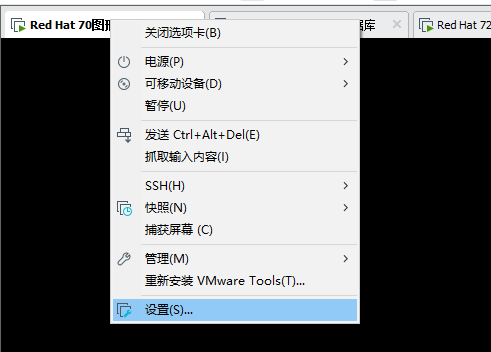 Red Hat 70图形
据库
Red Hat 72
关闭选项卡(B)
电源(P)
可移动设备(D)
暂停(U)
发送 Ctrl+Alt+Del(E)
抓取输入内容(I)
SSH(H)
快照(N)
捕获屏幕 (C)
管理(M)
重新安装 VMware Tools(T)...
设置(S)...